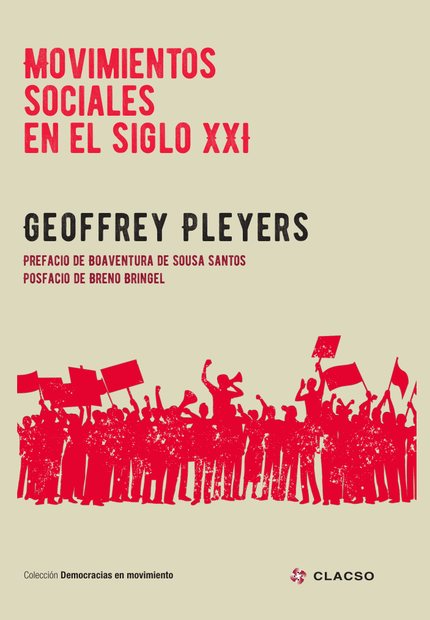 MOVIMIENTOS
SOCIALES
EN EL SIGLO XXI
GEOFFREY PLEYERS
PREFACIO DE BOAVENTURA DE SOUSA SANTOS
POSFACIO DE BRENO BRINGEL
Colección Democracias en movimiento
CLACSO